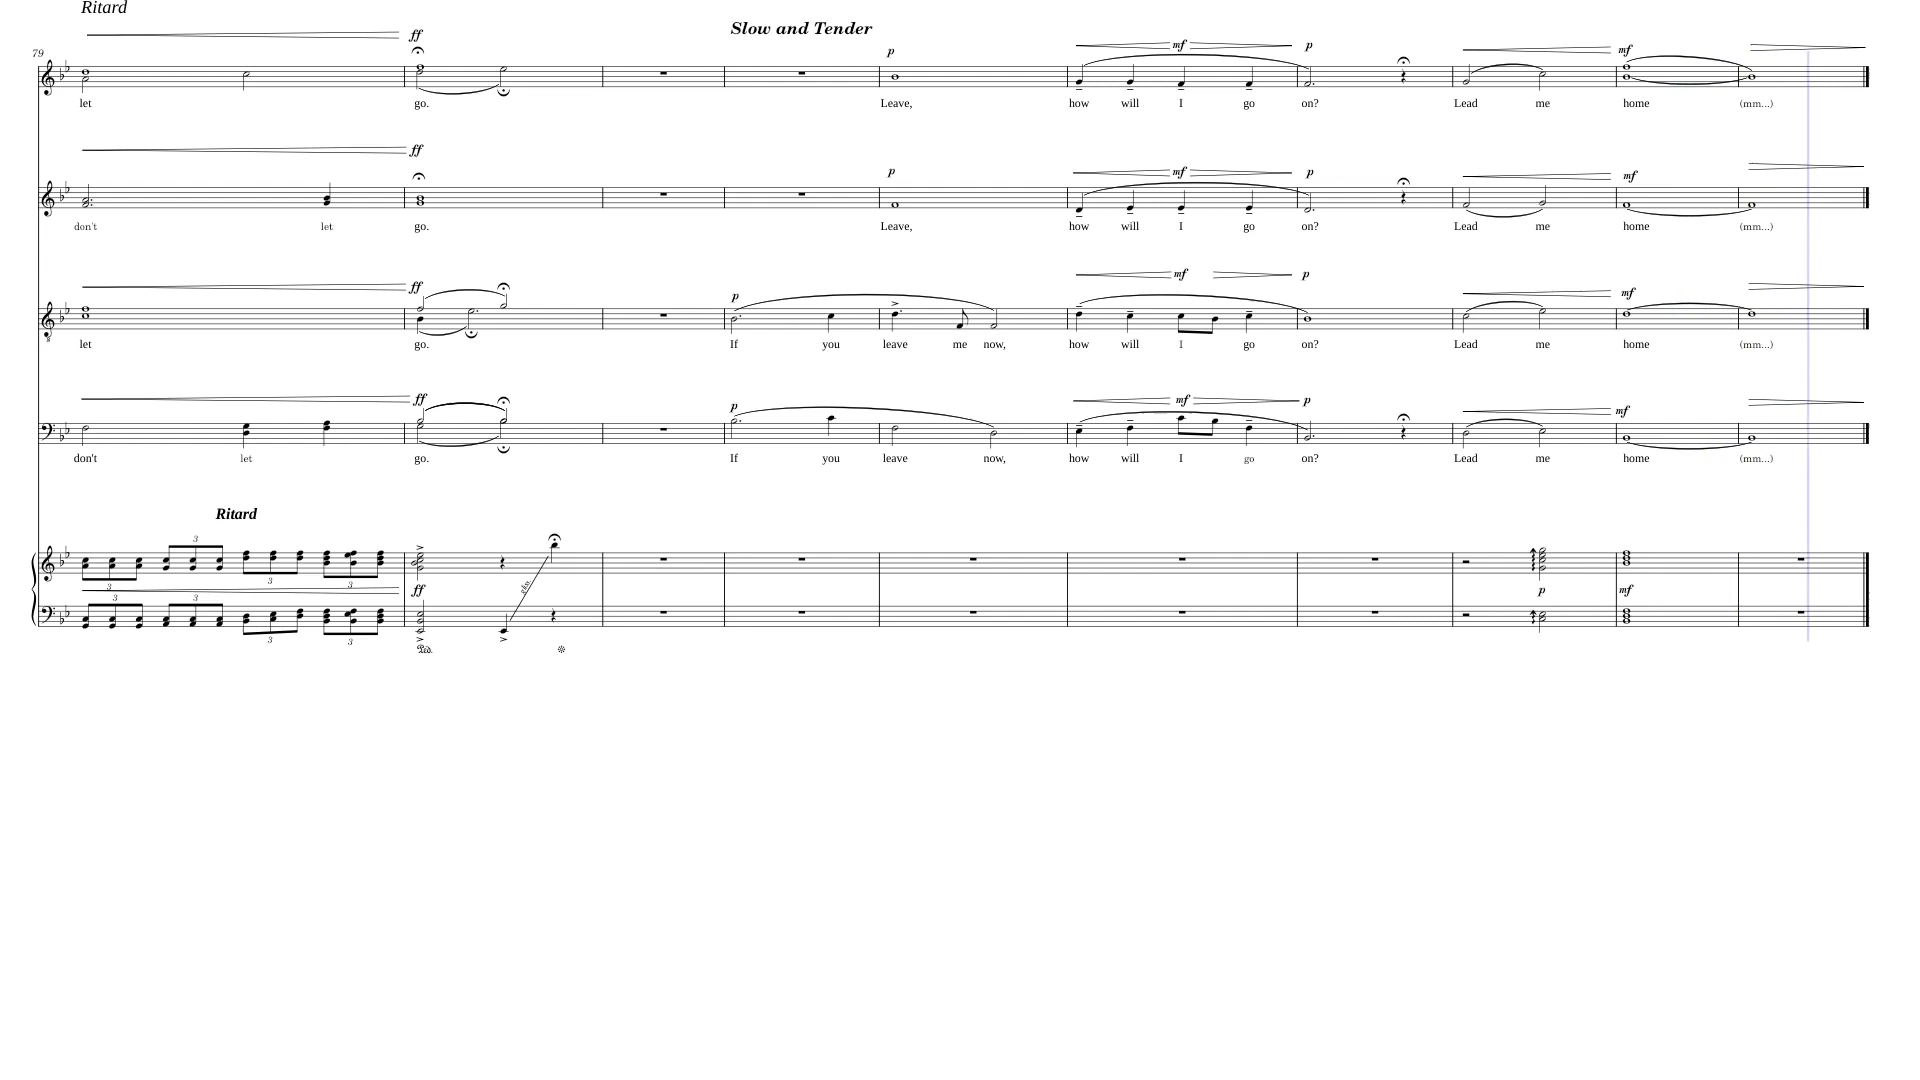 Ritard
Slow and Tender
79
ff
p
mf
p
mf
let go. Leave, how will I go on? Lead me home (mm...)
ff
p
mf
p
mf
don't let go. Leave, how will I go on? Lead me home (mm...)
ff
p
mf
p
mf
8
let go. If you leave me now, how will I go on? Lead me home (mm...)
ff
p
mf
p
mf
don't let go. If you leave now, how will I go on? Lead me home (mm...)
Ritard
3 3 3 3
ff
gliss.
p
mf
3 3 3 3
Ped.